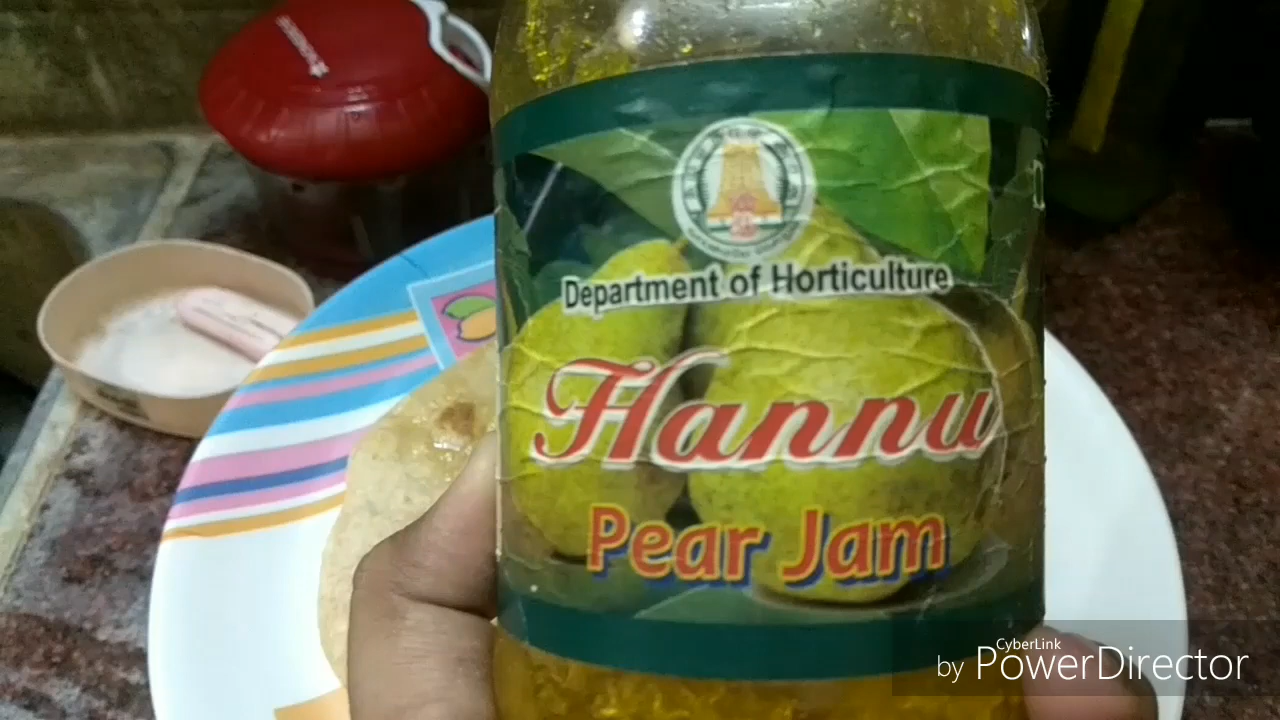 Department of Horticulture
Hannu
Pear Jam
CyberLink
by PowerDirector